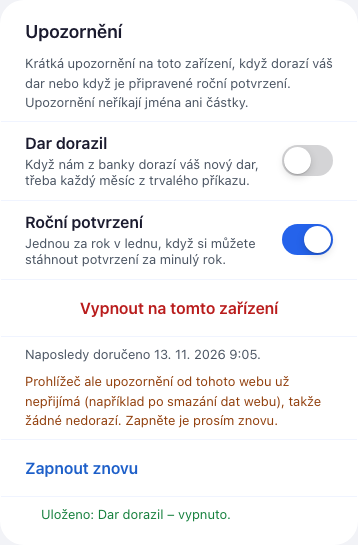 Upozornění
Krátká upozornění na toto zařízení, když dorazí váš
dar nebo když je připravené roční potvrzení.
Upozornění neříkají jména ani částky.
Dar dorazil
Když nám z banky dorazí váš nový dar,
třeba každý měsíc z trvalého příkazu.
Roční potvrzení
Jednou za rok v lednu, když si můžete
stáhnout potvrzení za minulý rok.
Vypnout na tomto zařízení
Naposledy doručeno 13. 11. 2026 9:05.
Prohlížeč ale upozornění od tohoto webu už
nepřijímá (například po smazání dat webu), takže
žádné nedorazí. Zapněte je prosím znovu.
Zapnout znovu
Uloženo: Dar dorazil – vypnuto.